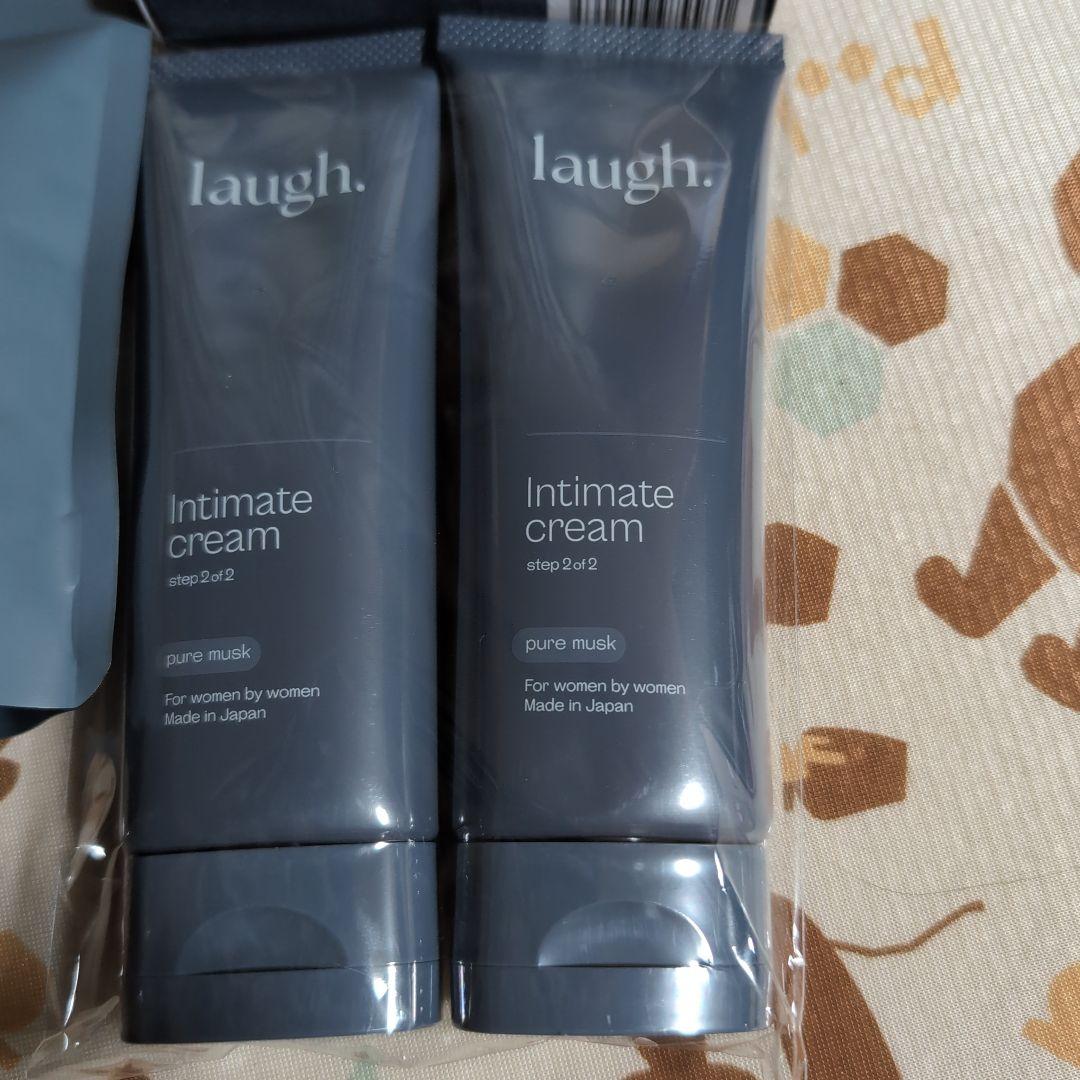 laugh.
Intimate
cream
step 2 of 2
pure musk
For women by women
Made in Japan
laugh.
Intimate
cream
step 2 of 2
pure musk
For women by women
Made in Japan